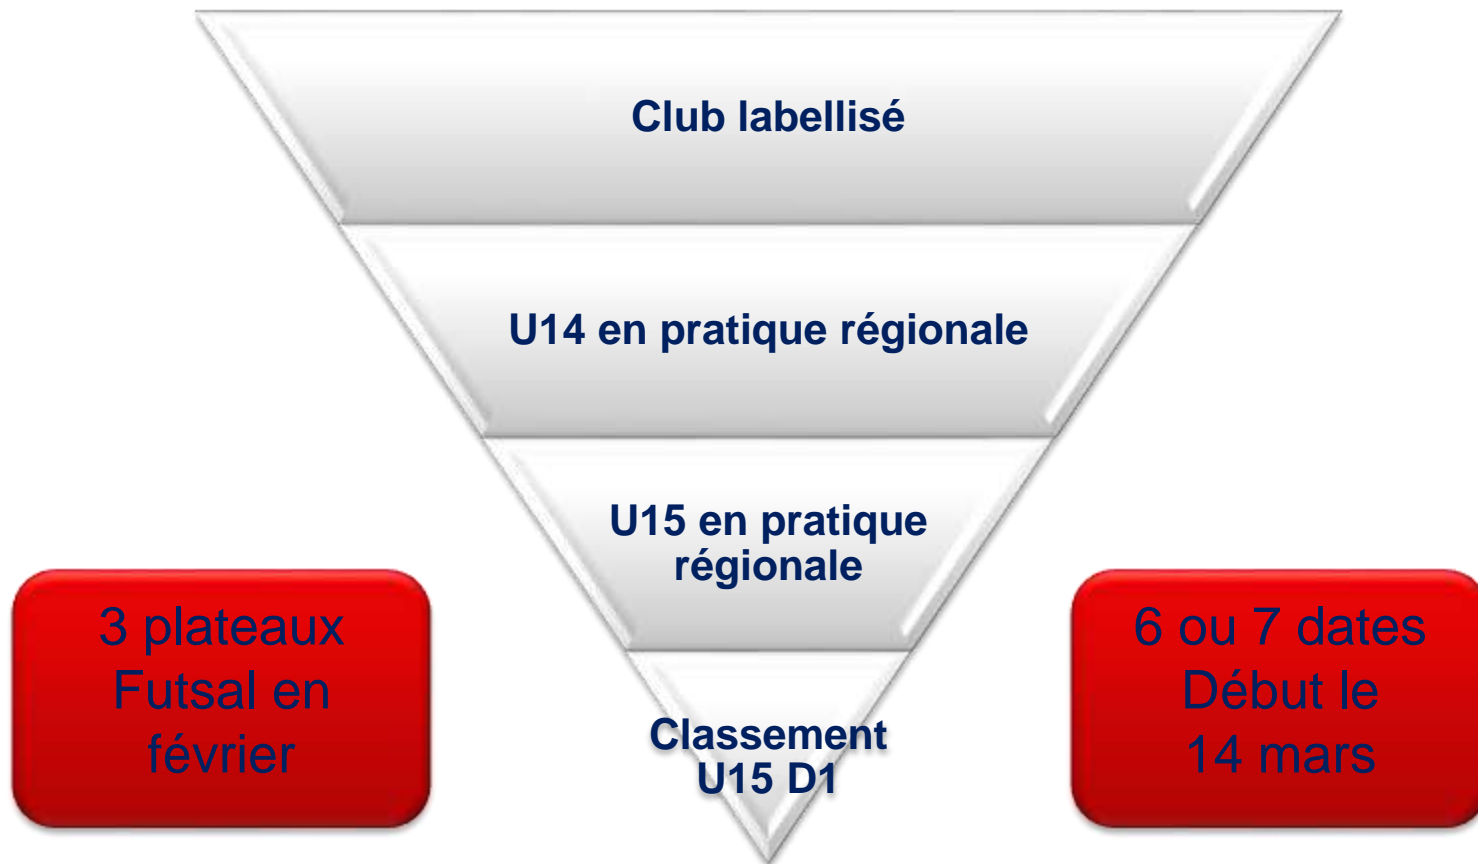 Club labellisé
U14 en pratique régionale
U15 en pratique
régionale
3 plateaux
Futsal en
février
6 ou 7 dates
Début le
14 mars
Classement
U15 D1